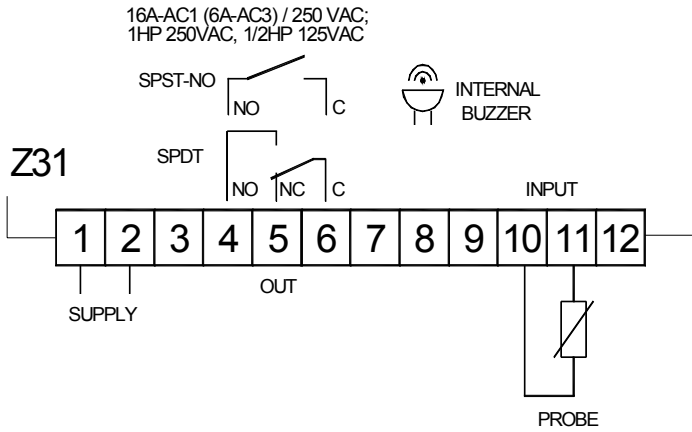 16A-AC1 (6A-AC3) / 250 VAC;
1HP 250VAC, 1/2HP 125VAC
SPST-NO
NO
C
INTERNAL
BUZZER
Z31
SPDT
NO
NC
C
INPUT
1 2 3 4 5 6 7 8 9 10 11 12
SUPPLY
OUT
PROBE